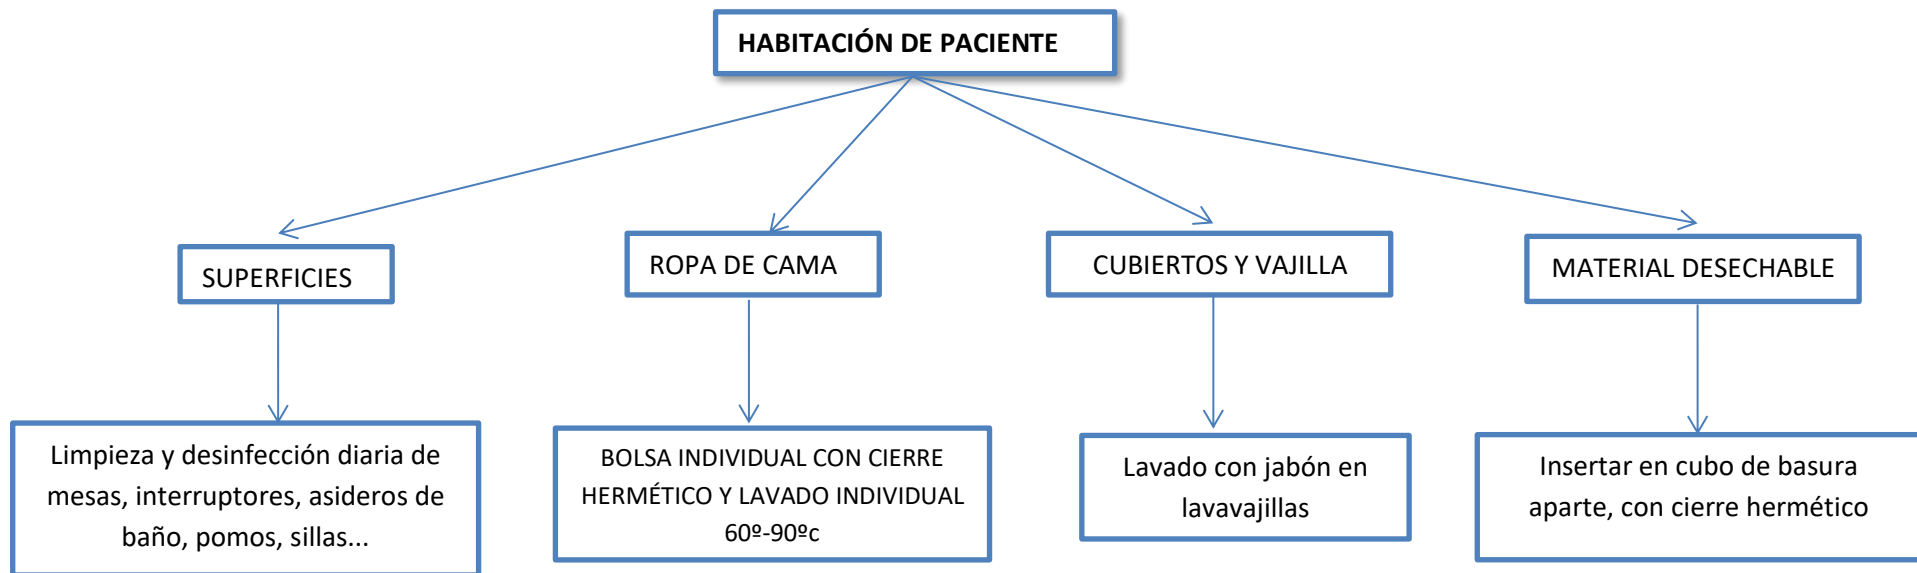 HABITACIÓN DE PACIENTE
SUPERFICIES
ROPA DE CAMA
CUBIERTOS Y VAJILLA
MATERIAL DESECHABLE
Limpieza y desinfección diaria de
mesas, interruptores, asideros de
baño, pomos, sillas...
BOLSA INDIVIDUAL CON CIERRE
HERMÉTICO Y LAVADO INDIVIDUAL
60º-90ºc
Lavado con jabón en
lavavajillas
Insertar en cubo de basura
aparte, con cierre hermético